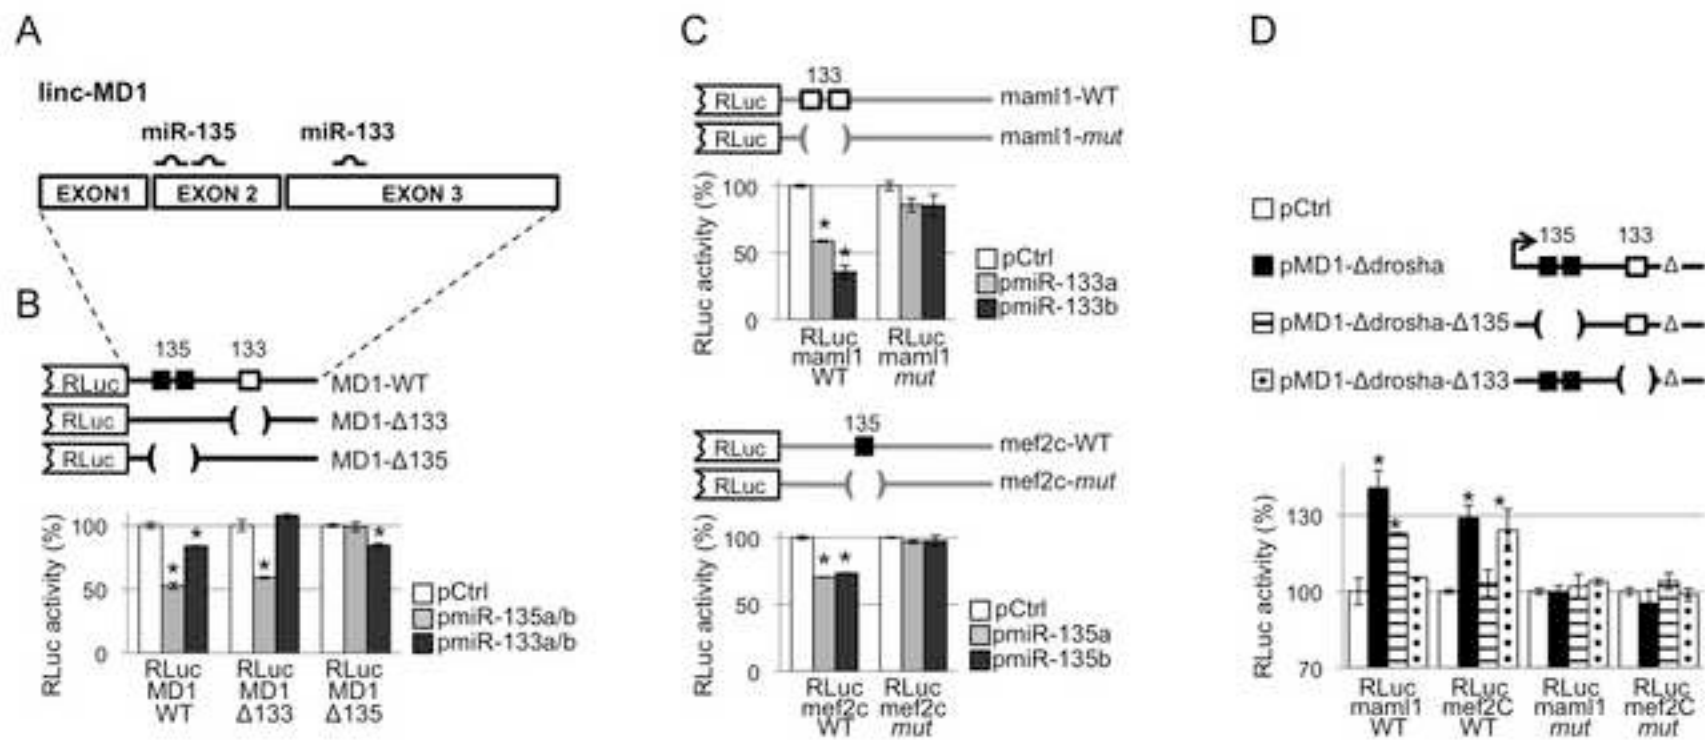 A
linc-MD1
miR-135 miR-133
EXON1 EXON 2 EXON 3
B
135 133
RLuc MD1-WT
RLuc MD1-Δ133
RLuc MD1-Δ135
RLuc activity (%)
100
50
0
* * * *
RLuc MD1 WT
RLuc MD1 Δ133
RLuc MD1 Δ135
pCtrl
pmiR-135a/b
pmiR-133a/b
C
133
RLuc maml1-WT
RLuc maml1-mut
RLuc activity (%)
100
50
0
* *
RLuc maml1 WT
RLuc maml1 mut
pCtrl
pmiR-133a
pmiR-133b
135
RLuc mef2c-WT
RLuc mef2c-mut
RLuc activity (%)
100
50
0
* *
RLuc mef2c WT
RLuc mef2c mut
pCtrl
pmiR-135a
pmiR-135b
D
pCtrl
135 133
pMD1-Δdrosha Δ
pMD1-Δdrosha-Δ135 Δ
pMD1-Δdrosha-Δ133 Δ
RLuc activity (%)
130
100
70
* * * *
RLuc maml1 WT
RLuc mef2C WT
RLuc maml1 mut
RLuc mef2C mut